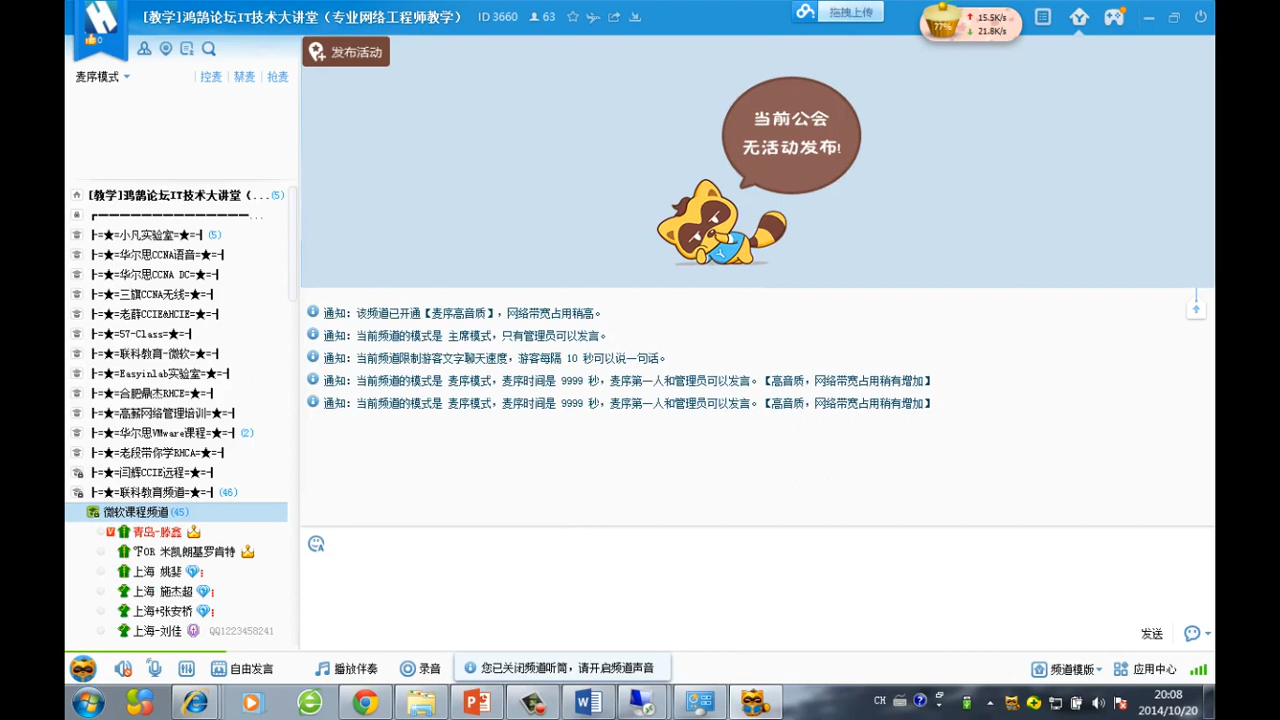 [教学]鸿鹄论坛IT技术大讲堂（专业网络工程师教学）
ID 3660
63
拖拽上传
77%
15.5K/s
21.8K/s
0
发布活动
麦序模式
控麦
禁麦
抢麦
当前公会
无活动发布!
[教学]鸿鹄论坛IT技术大讲堂（... (5)
┏━━━━━━━━━━━━━━━...
┣=★=小凡实验室=★=┫ (5)
┣=★=华尔思CCNA语音=★=┫
┣=★=华尔思CCNA DC=★=┫
┣=★=三旗CCNA无线=★=┫
┣=★=老薛CCIE&HCIE=★=┫
┣=★=57-Class=★=┫
┣=★=联科教育-微软=★=┫
┣=★=Easyinlab实验室=★=┫
┣=★=合肥鼎杰RHCE=★=┫
┣=★=高薪网络管理培训=★=┫
┣=★=华尔思VMware课程=★=┫ (2)
┣=★=老段带你学RHCA=★=┫
┣=★=闫辉CCIE远程=★=┫
┣=★=联科教育频道=★=┫ (46)
微软课程频道 (45)
青岛-滕鑫
℉OR 米凯朗基罗肯特
上海 姚斐
上海 施杰超
上海+张安桥
上海-刘佳 QQ1223458241
通知: 该频道已开通【麦序高音质】，网络带宽占用稍高。
通知: 当前频道的模式是 主席模式，只有管理员可以发言。
通知: 当前频道限制游客文字聊天速度，游客每隔 10 秒可以说一句话。
通知: 当前频道的模式是 麦序模式，麦序时间是 9999 秒，麦序第一人和管理员可以发言。【高音质，网络带宽占用稍有增加】
通知: 当前频道的模式是 麦序模式，麦序时间是 9999 秒，麦序第一人和管理员可以发言。【高音质，网络带宽占用稍有增加】
发送
自由发言
播放伴奏
录音
您已关闭频道听筒，请开启频道声音
频道模版
应用中心
CH
20:08
2014/10/20